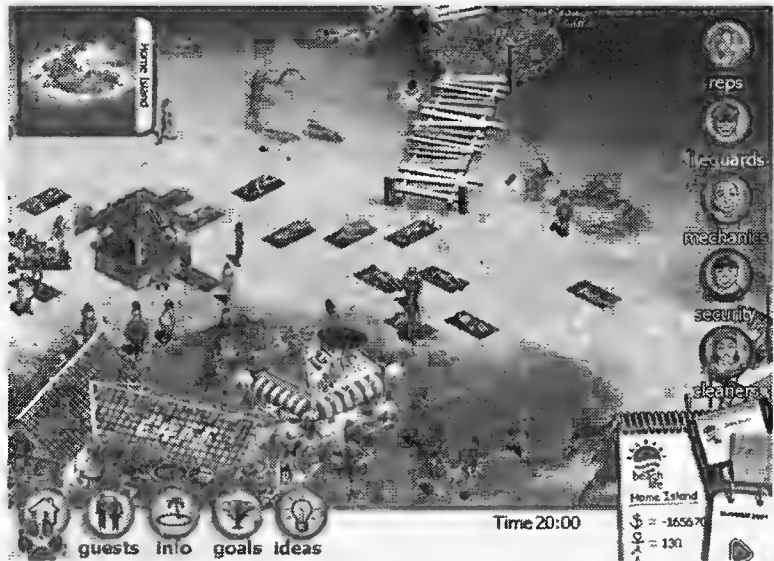 Home Island
reps
lifeguards
mechanics
security
cleaners
beach
life
Home Island
$ = -165670
= 130
Time 20:00
guests
info
goals
ideas